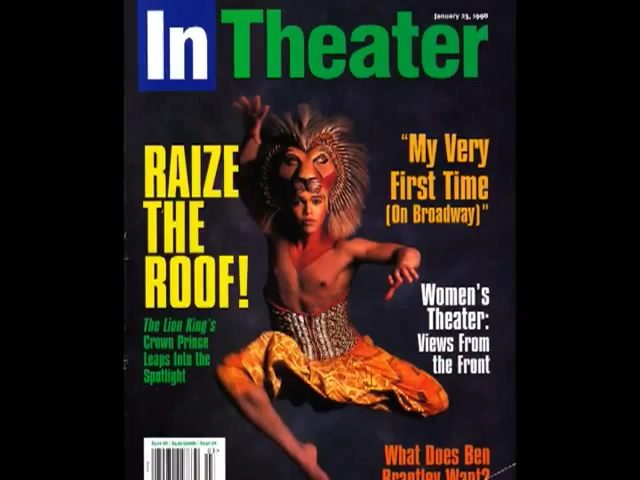 January 23, 1998
In Theater
RAIZE
THE
ROOF!
The Lion King's
Crown Prince
Leaps Into the
Spotlight
"My Very
First Time
(On Broadway)"
Women's
Theater:
Views From
the Front
What Does Ben
Brantley Want?
03>